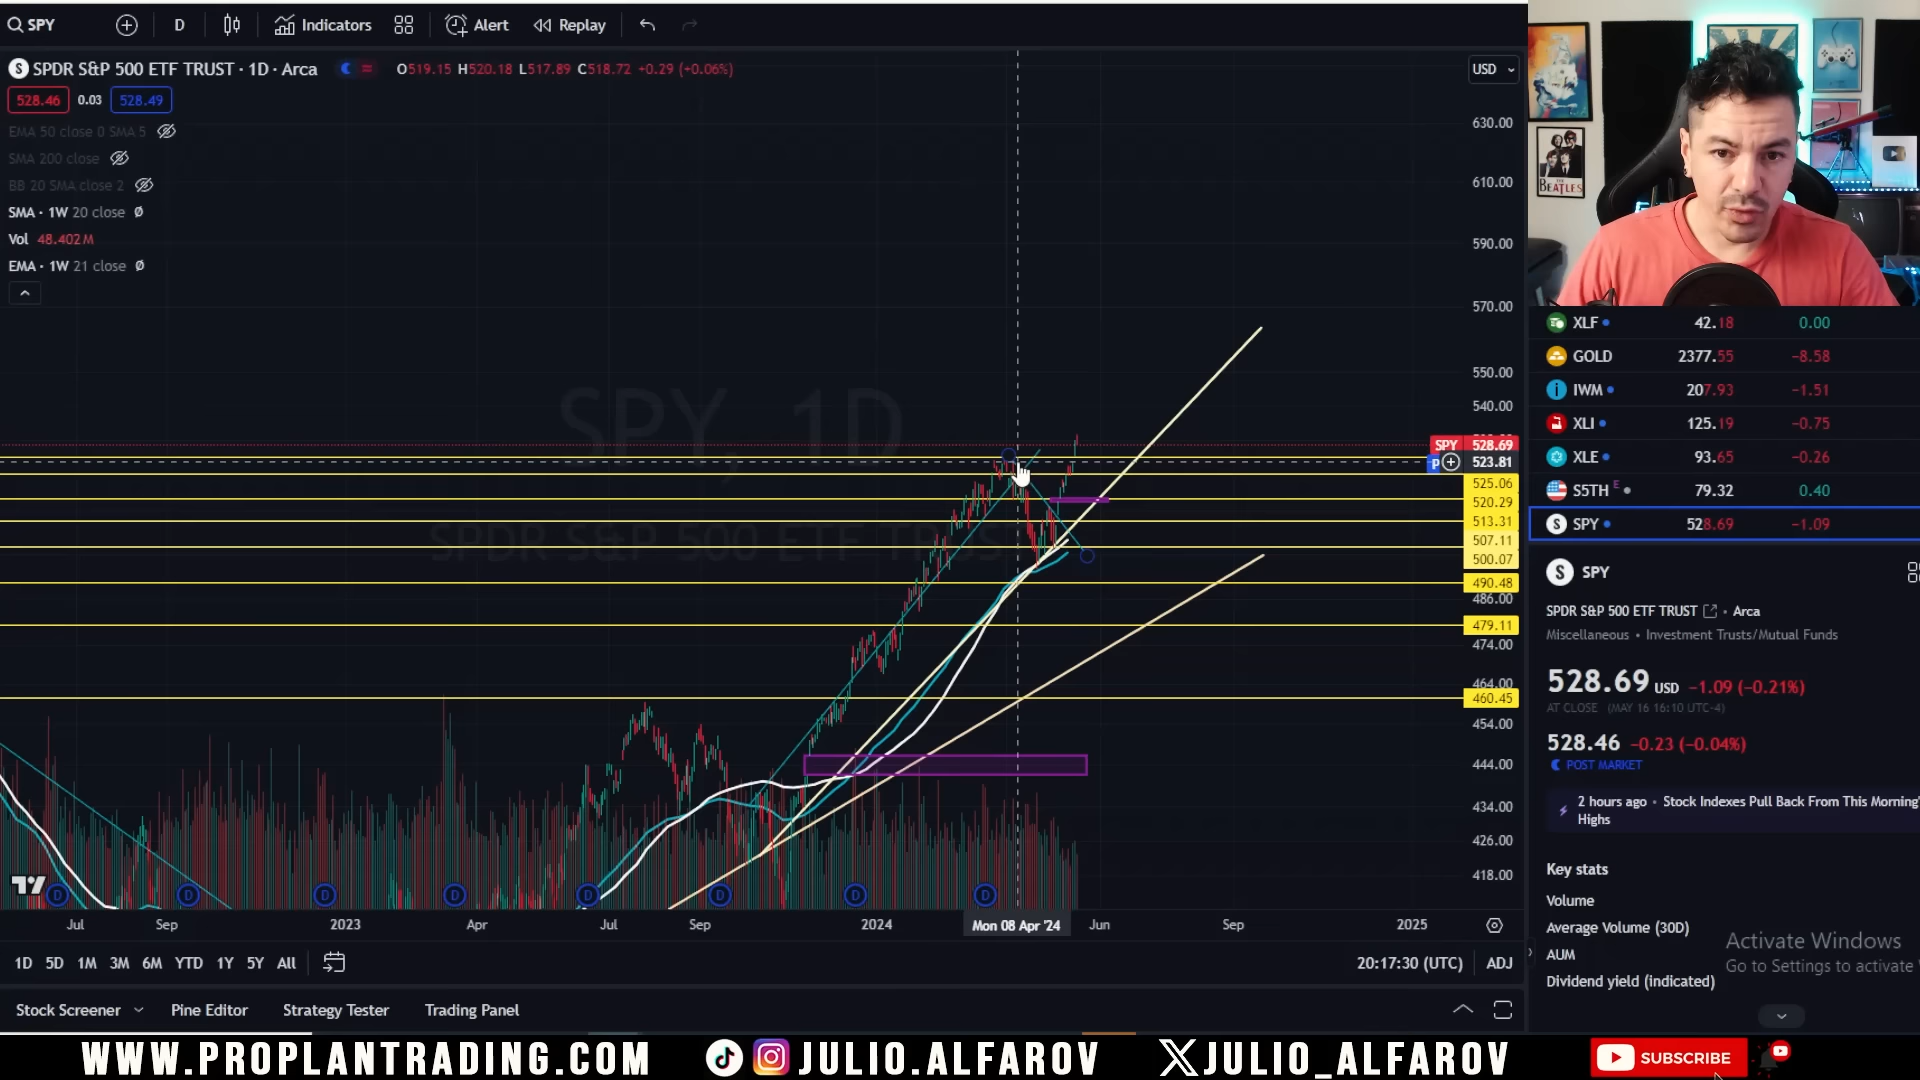 SPY
D
Indicators
Alert
Replay
SPDR S&P 500 ETF TRUST · 1D · Arca
O519.15 H520.18 L517.89 C518.72 +0.29 (+0.06%)
USD
528.46 0.03 528.49
EMA 50 close 0 SMA 5
SMA 200 close
BB 20 SMA close 2
SMA · 1W 20 close Ø
Vol 48.402M
EMA · 1W 21 close Ø
SPY, 1D
SPDR S&P 500 ETF TRUST
630.00
610.00
590.00
570.00
550.00
540.00
SPY 528.69
P 523.81
525.06
520.29
513.31
507.11
500.07
490.48
486.00
479.11
474.00
464.00
460.45
454.00
444.00
434.00
426.00
418.00
D D D D D D D D
Jul Sep 2023 Apr Jul Sep 2024 Mon 08 Apr '24 Jun Sep 2025
1D 5D 1M 3M 6M YTD 1Y 5Y All
20:17:30 (UTC) ADJ
Stock Screener Pine Editor Strategy Tester Trading Panel
THE BEATLES
XLF 42.18 0.00
GOLD 2377.55 −8.58
IWM 207.93 −1.51
XLI 125.19 −0.75
XLE 93.65 −0.26
S5TH E 79.32 0.40
SPY 528.69 −1.09
S SPY
SPDR S&P 500 ETF TRUST · Arca
Miscellaneous • Investment Trusts/Mutual Funds
528.69 USD −1.09 (−0.21%)
AT CLOSE (MAY 16 16:10 UTC-4)
528.46 −0.23 (−0.04%)
POST MARKET
2 hours ago • Stock Indexes Pull Back From This Morning'
Highs
Key stats
Volume
Average Volume (30D)
AUM
Dividend yield (indicated)
Activate Windows
Go to Settings to activate
WWW.PROPLANTRADING.COM
JULIO.ALFAROV
JULIO_ALFAROV
SUBSCRIBE